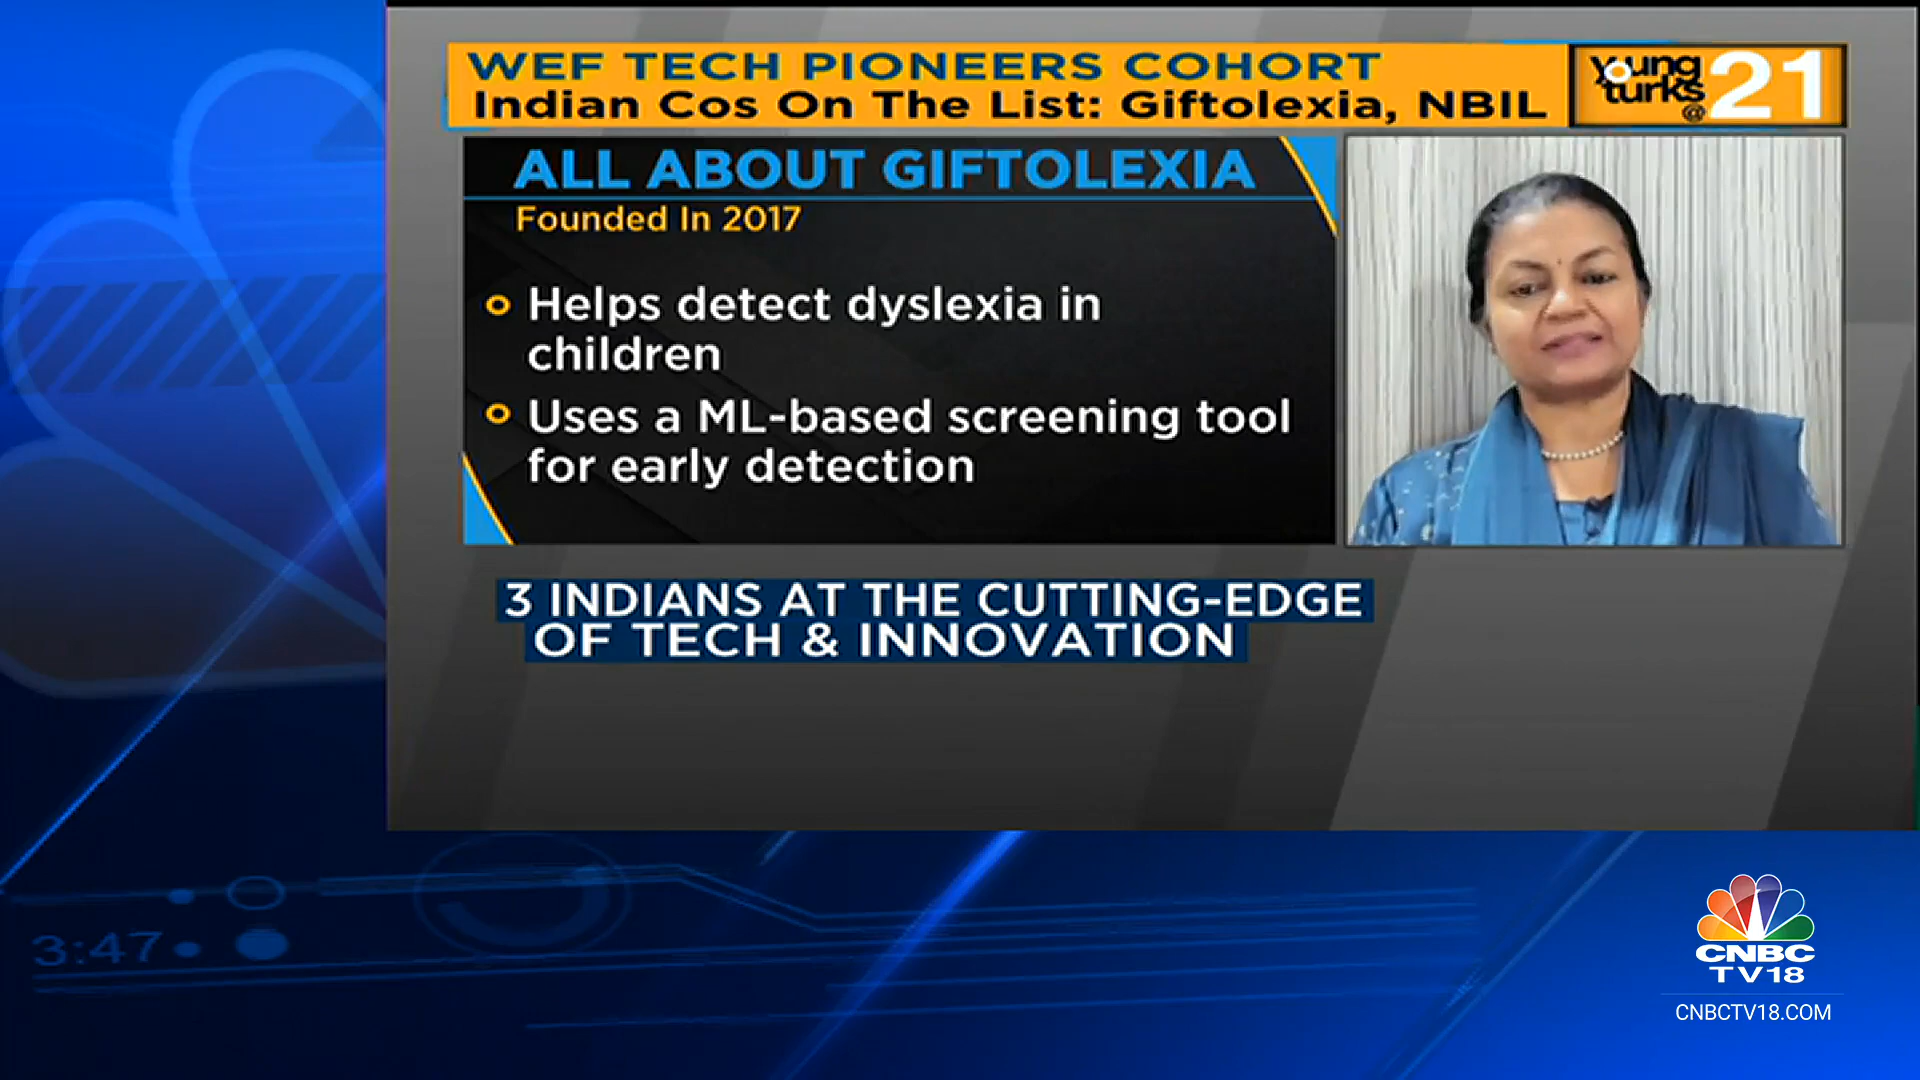 WEF TECH PIONEERS COHORT
Indian Cos On The List: Giftolexia, NBIL
young
turks
@
21
ALL ABOUT GIFTOLEXIA
Founded In 2017
Helps detect dyslexia in
children
Uses a ML-based screening tool
for early detection
3 INDIANS AT THE CUTTING-EDGE
OF TECH & INNOVATION
3:47
CNBC
TV18
CNBCTV18.COM